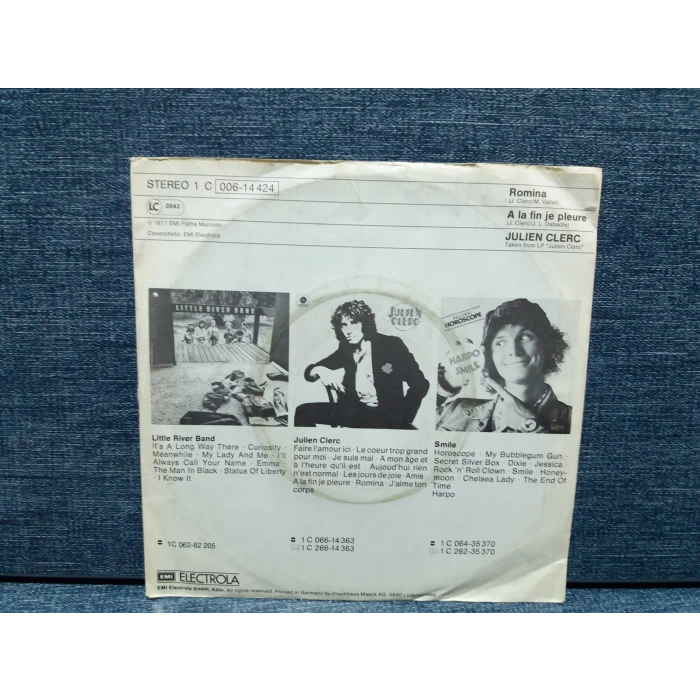 STEREO 1 C 006-14 424
LC 0542
℗ 1977 EMI Pathe Marconi
Coverphoto: EMI Electrola
Romina
(J. Clerc/M. Vallet)
A la fin je pleure
(J. Clerc/J. L. Dabadie)
JULIEN CLERC
Taken from LP "Julien Clerc"
LITTLE RIVER BAND
JULIEN
CLERC
HOROSCOPE
HARPO
SMILE
Little River Band
It's A Long Way There · Curiosity ·
Meanwhile · My Lady And Me · I'll
Always Call Your Name · Emma ·
The Man In Black · Statue Of Liberty
· I Know It
1C 062-82 205
Julien Clerc
Faire l'amour ici · Le coeur trop grand
pour moi · Je suis mal · A mon âge et
à l'heure qu'il est · Aujoud'hui rien
n'est normal · Les jours de joie · Amis
A la fin je pleure · Romina · J'aime ton
corps
1 C 066-14 363
1 C 266-14 363
Smile
Horoscope · My Bubblegum Gun ·
Secret Silver Box · Dixie · Jessica ·
Rock 'n' Roll Clown · Smile · Honey-
moon · Chelsea Lady · The End Of
Time
Harpo
1 C 064-35 370
1 C 262-35 370
EMI ELECTROLA
EMI Electrola GmbH, Köln. All rights reserved. Printed in Germany by Druckhaus Maack KG, 5880